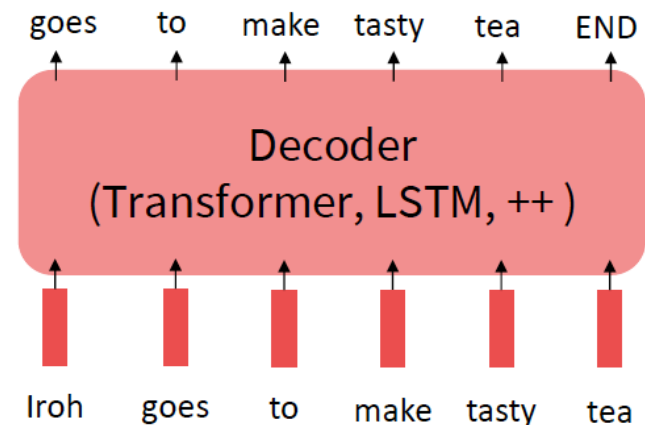 goes to make tasty tea END
Decoder
(Transformer, LSTM, ++ )
Iroh goes to make tasty tea